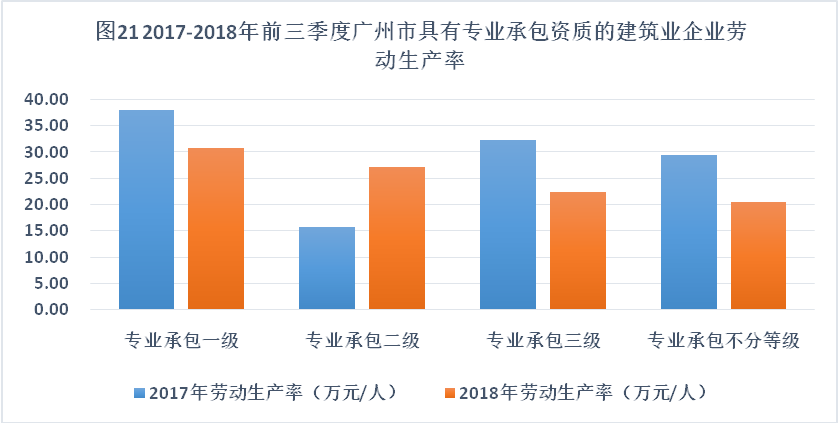 图21 2017-2018年前三季度广州市具有专业承包资质的建筑业企业劳
动生产率
40.00
35.00
30.00
25.00
20.00
15.00
10.00
5.00
0.00
专业承包一级 专业承包二级 专业承包三级 专业承包不分等级
2017年劳动生产率（万元/人） 2018年劳动生产率（万元/人）